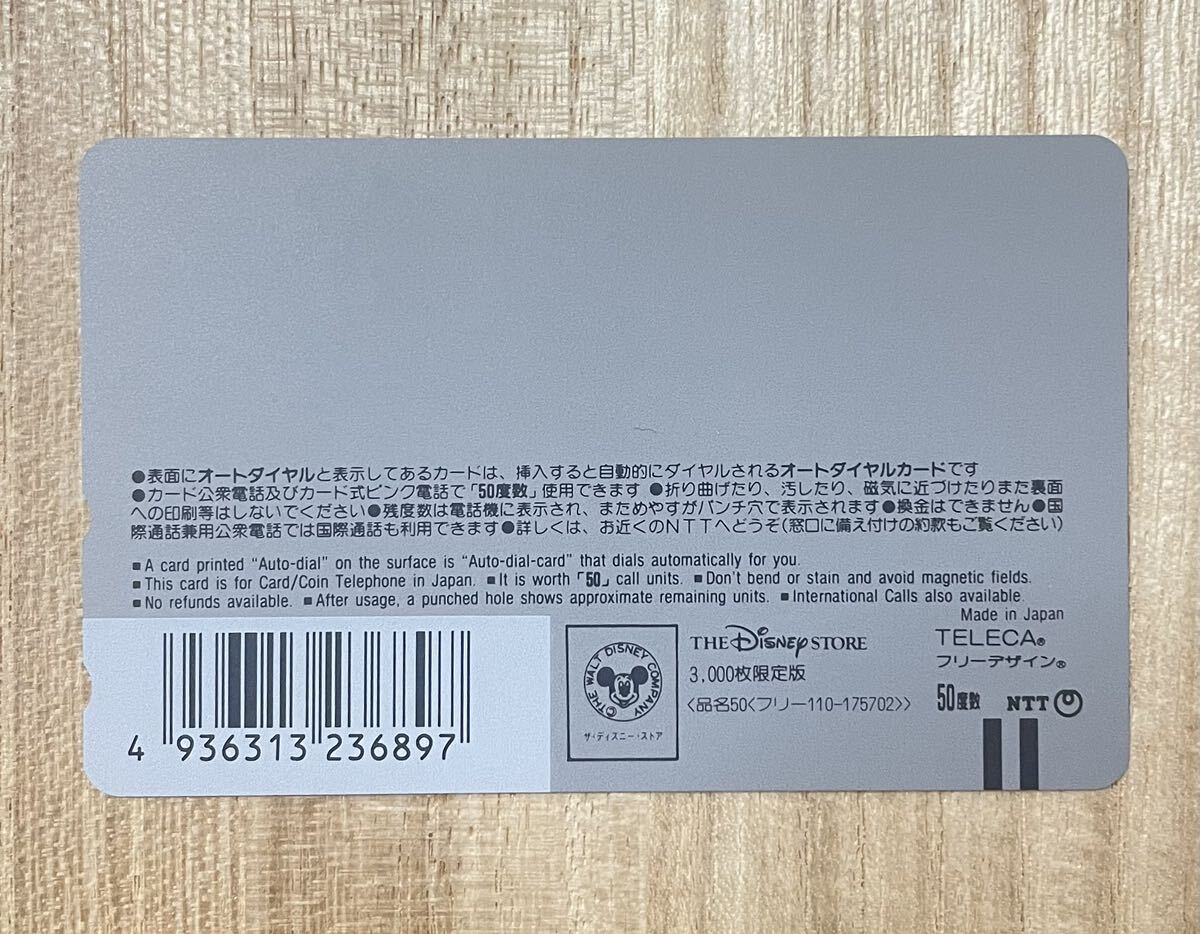 ●表面にオートダイヤルと表示してあるカードは、挿入すると自動的にダイヤルされるオートダイヤルカードです
●カード公衆電話及びカード式ピンク電話で「50度数」使用できます ●折り曲げたり、汚したり、磁気に近づけたりまた裏面
への印刷等はしないでください●残度数は電話機に表示され、まためやすがパンチ穴で表示されます●換金はできません●国
際通話兼用公衆電話では国際通話も利用できます●詳しくは、お近くのNTTへどうぞ(窓口に備え付けの約款もご覧ください)
■A card printed “Auto-dial” on the surface is “Auto-dial-card” that dials automatically for you.
■This card is for Card/Coin Telephone in Japan. ■It is worth「50」call units. ■Don't bend or stain and avoid magnetic fields.
■No refunds available. ■After usage, a punched hole shows approximate remaining units. ■International Calls also available.
Made in Japan
4 936313 236897
©THE WALT DISNEY COMPANY
ザ・ディズニー・ストア
THE DISNEY STORE
3,000枚限定版
〈品名50〈フリー110-175702〉〉
TELECA®
フリーデザイン®
50度数 NTT